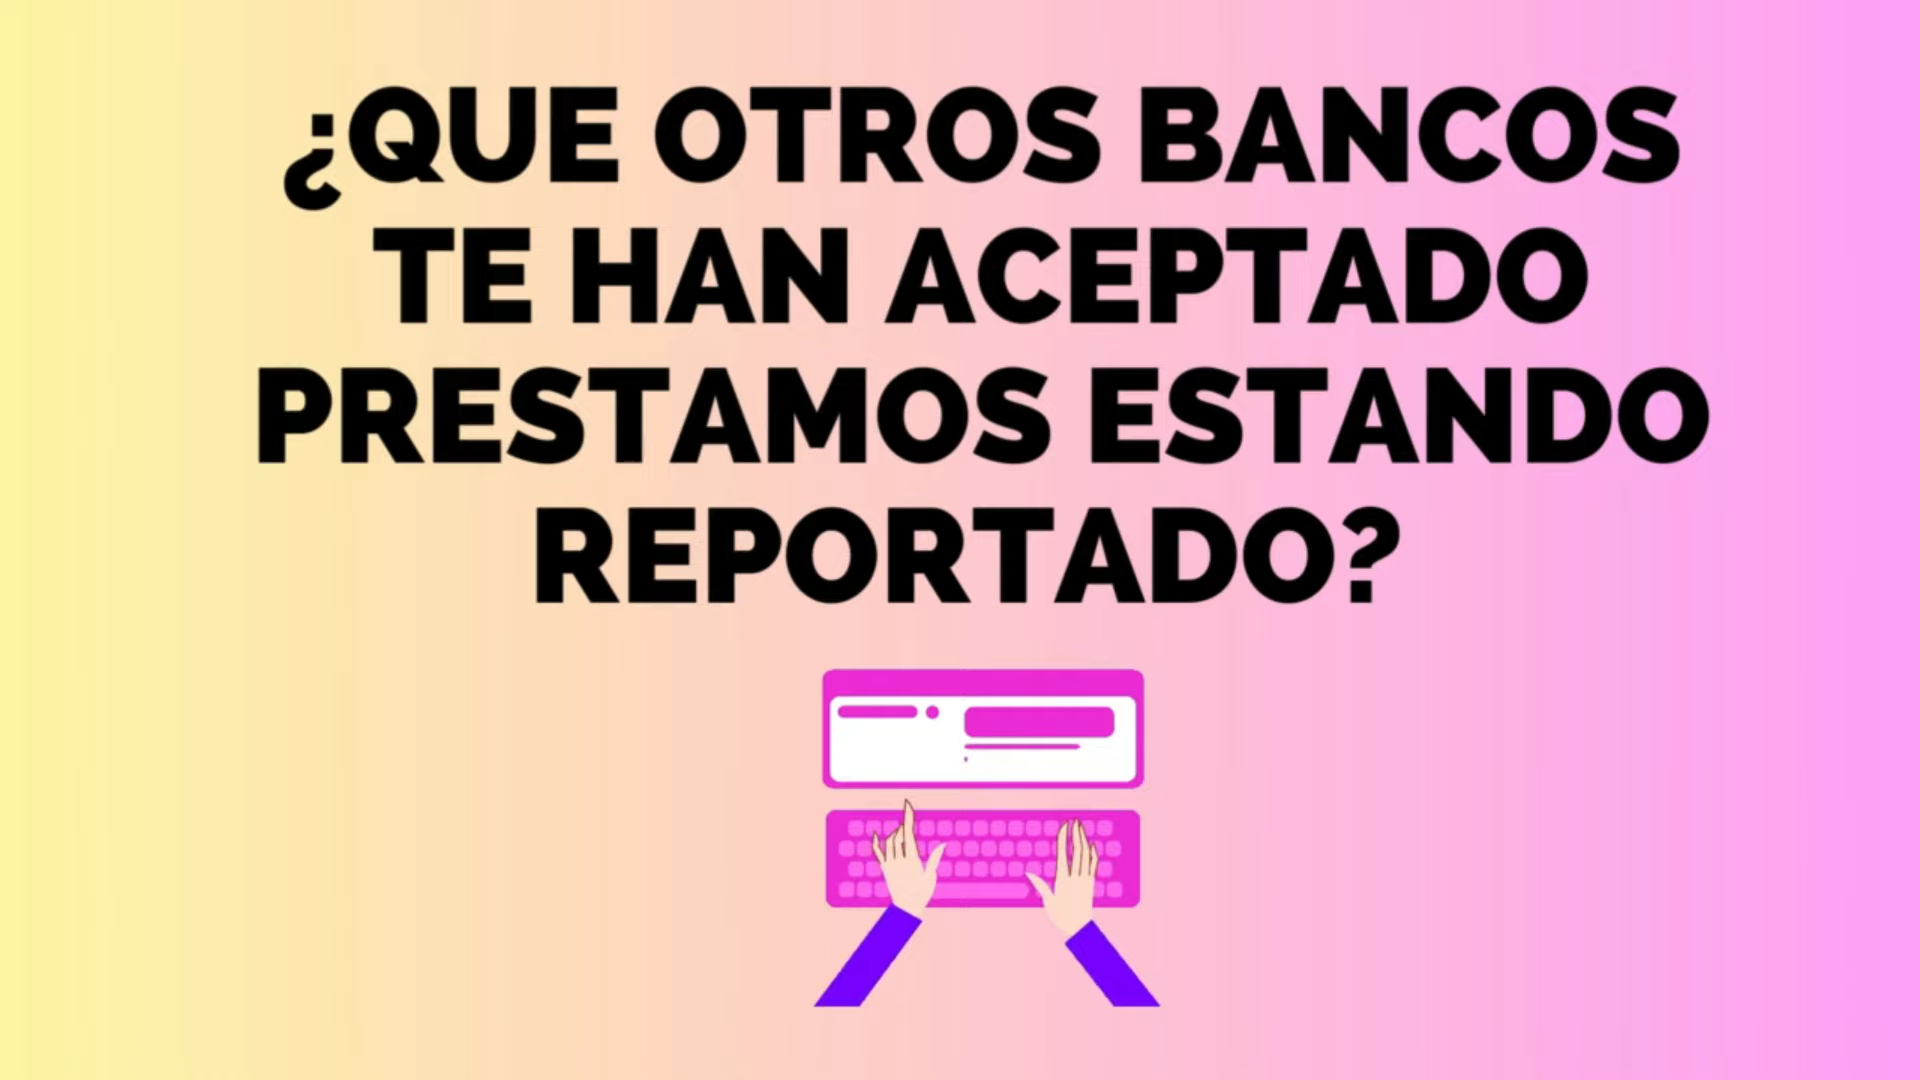 ¿QUE OTROS BANCOS
TE HAN ACEPTADO
PRESTAMOS ESTANDO
REPORTADO?